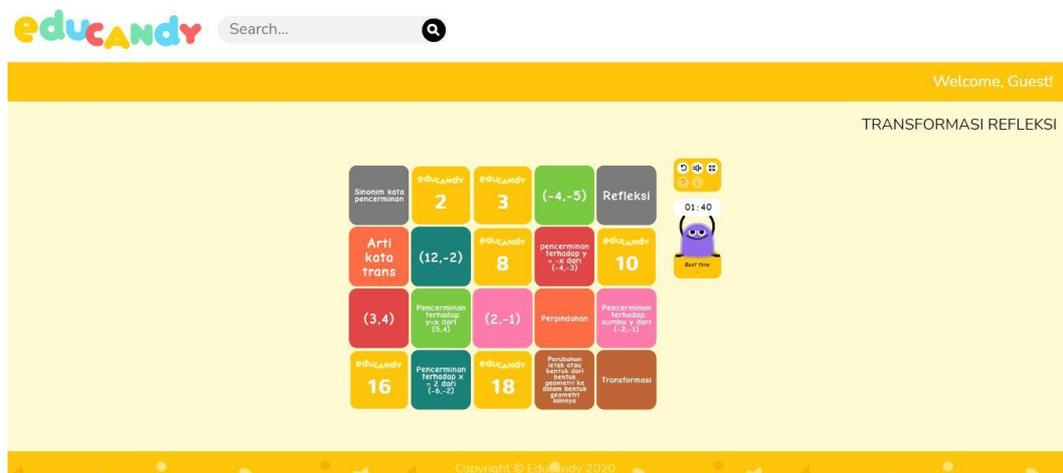 eduCANdY
Search...
Welcome, Guest!
TRANSFORMASI REFLEKSI
Sinonim kata
pencerminan
eduCANdY
2
eduCANdY
3
(-4,-5)
Refleksi
01:40
Arti
kata
trans
(12,-2)
eduCANdY
8
pencerminan
terhadap y
= -x dari
(-4,-3)
eduCANdY
10
Best time
(3,4)
Pencerminan
terhadap
y=x dari
(5,4)
(2,-1)
Perpindahan
Pencerminan
terhadap
sumbu y dari
(-2,-1)
eduCANdY
16
Pencerminan
terhadap x
= 2 dari
(-6,-2)
eduCANdY
18
Perubahan
letak atau
bentuk dari
bentuk
geometri ke
dalam bentuk
geometri
lainnya
Transformasi
Copyright © Educandy 2020